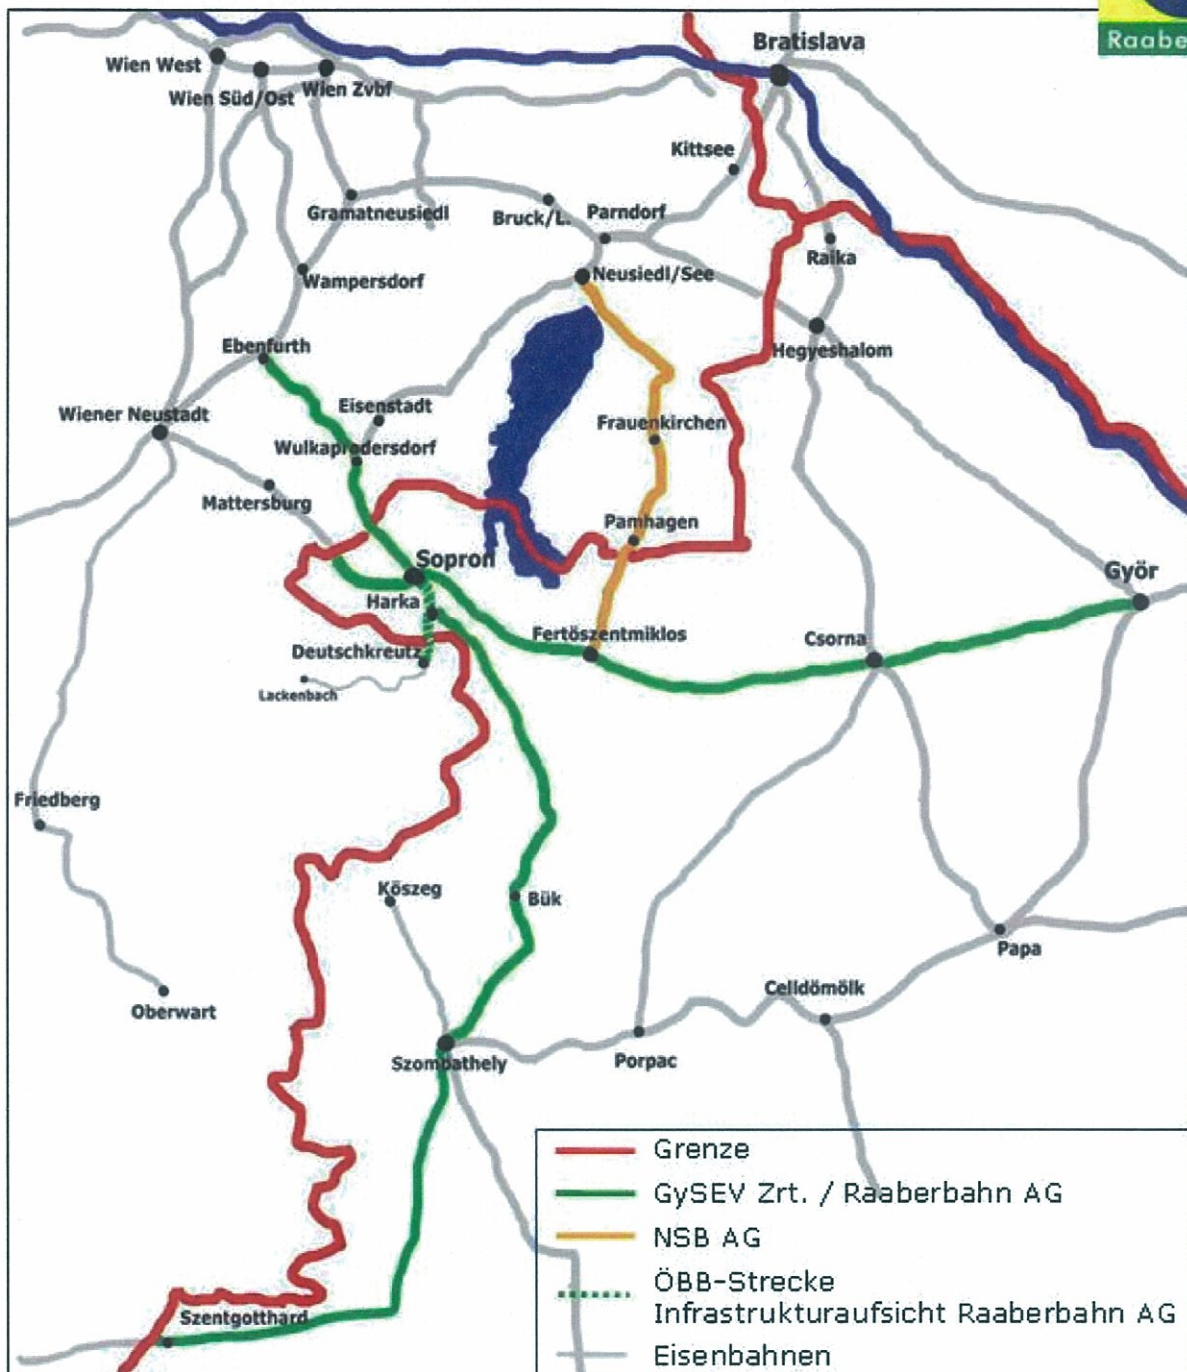 Raabe
Bratislava
Wien West
Wien Süd/Ost
Wien Zvbf
Kittsee
Gramatneusiedl
Bruck/L.
Parndorf
Rajka
Wampersdorf
Neusiedl/See
Ebenfurth
Hegyeshalom
Wiener Neustadt
Eisenstadt
Frauenkirchen
Wulkaprodersdorf
Mattersburg
Pamhagen
Sopron
Györ
Harka
Fertöszentmiklos
Csorna
Deutschkreutz
Lackenbach
Friedberg
Köszeg
Bük
Papa
Oberwart
Celldömölk
Szombathely
Porpac
Szentgotthard
Grenze
GySEV Zrt. / Raaberbahn AG
NSB AG
ÖBB-Strecke
Infrastrukturaufsicht Raaberbahn AG
Eisenbahnen